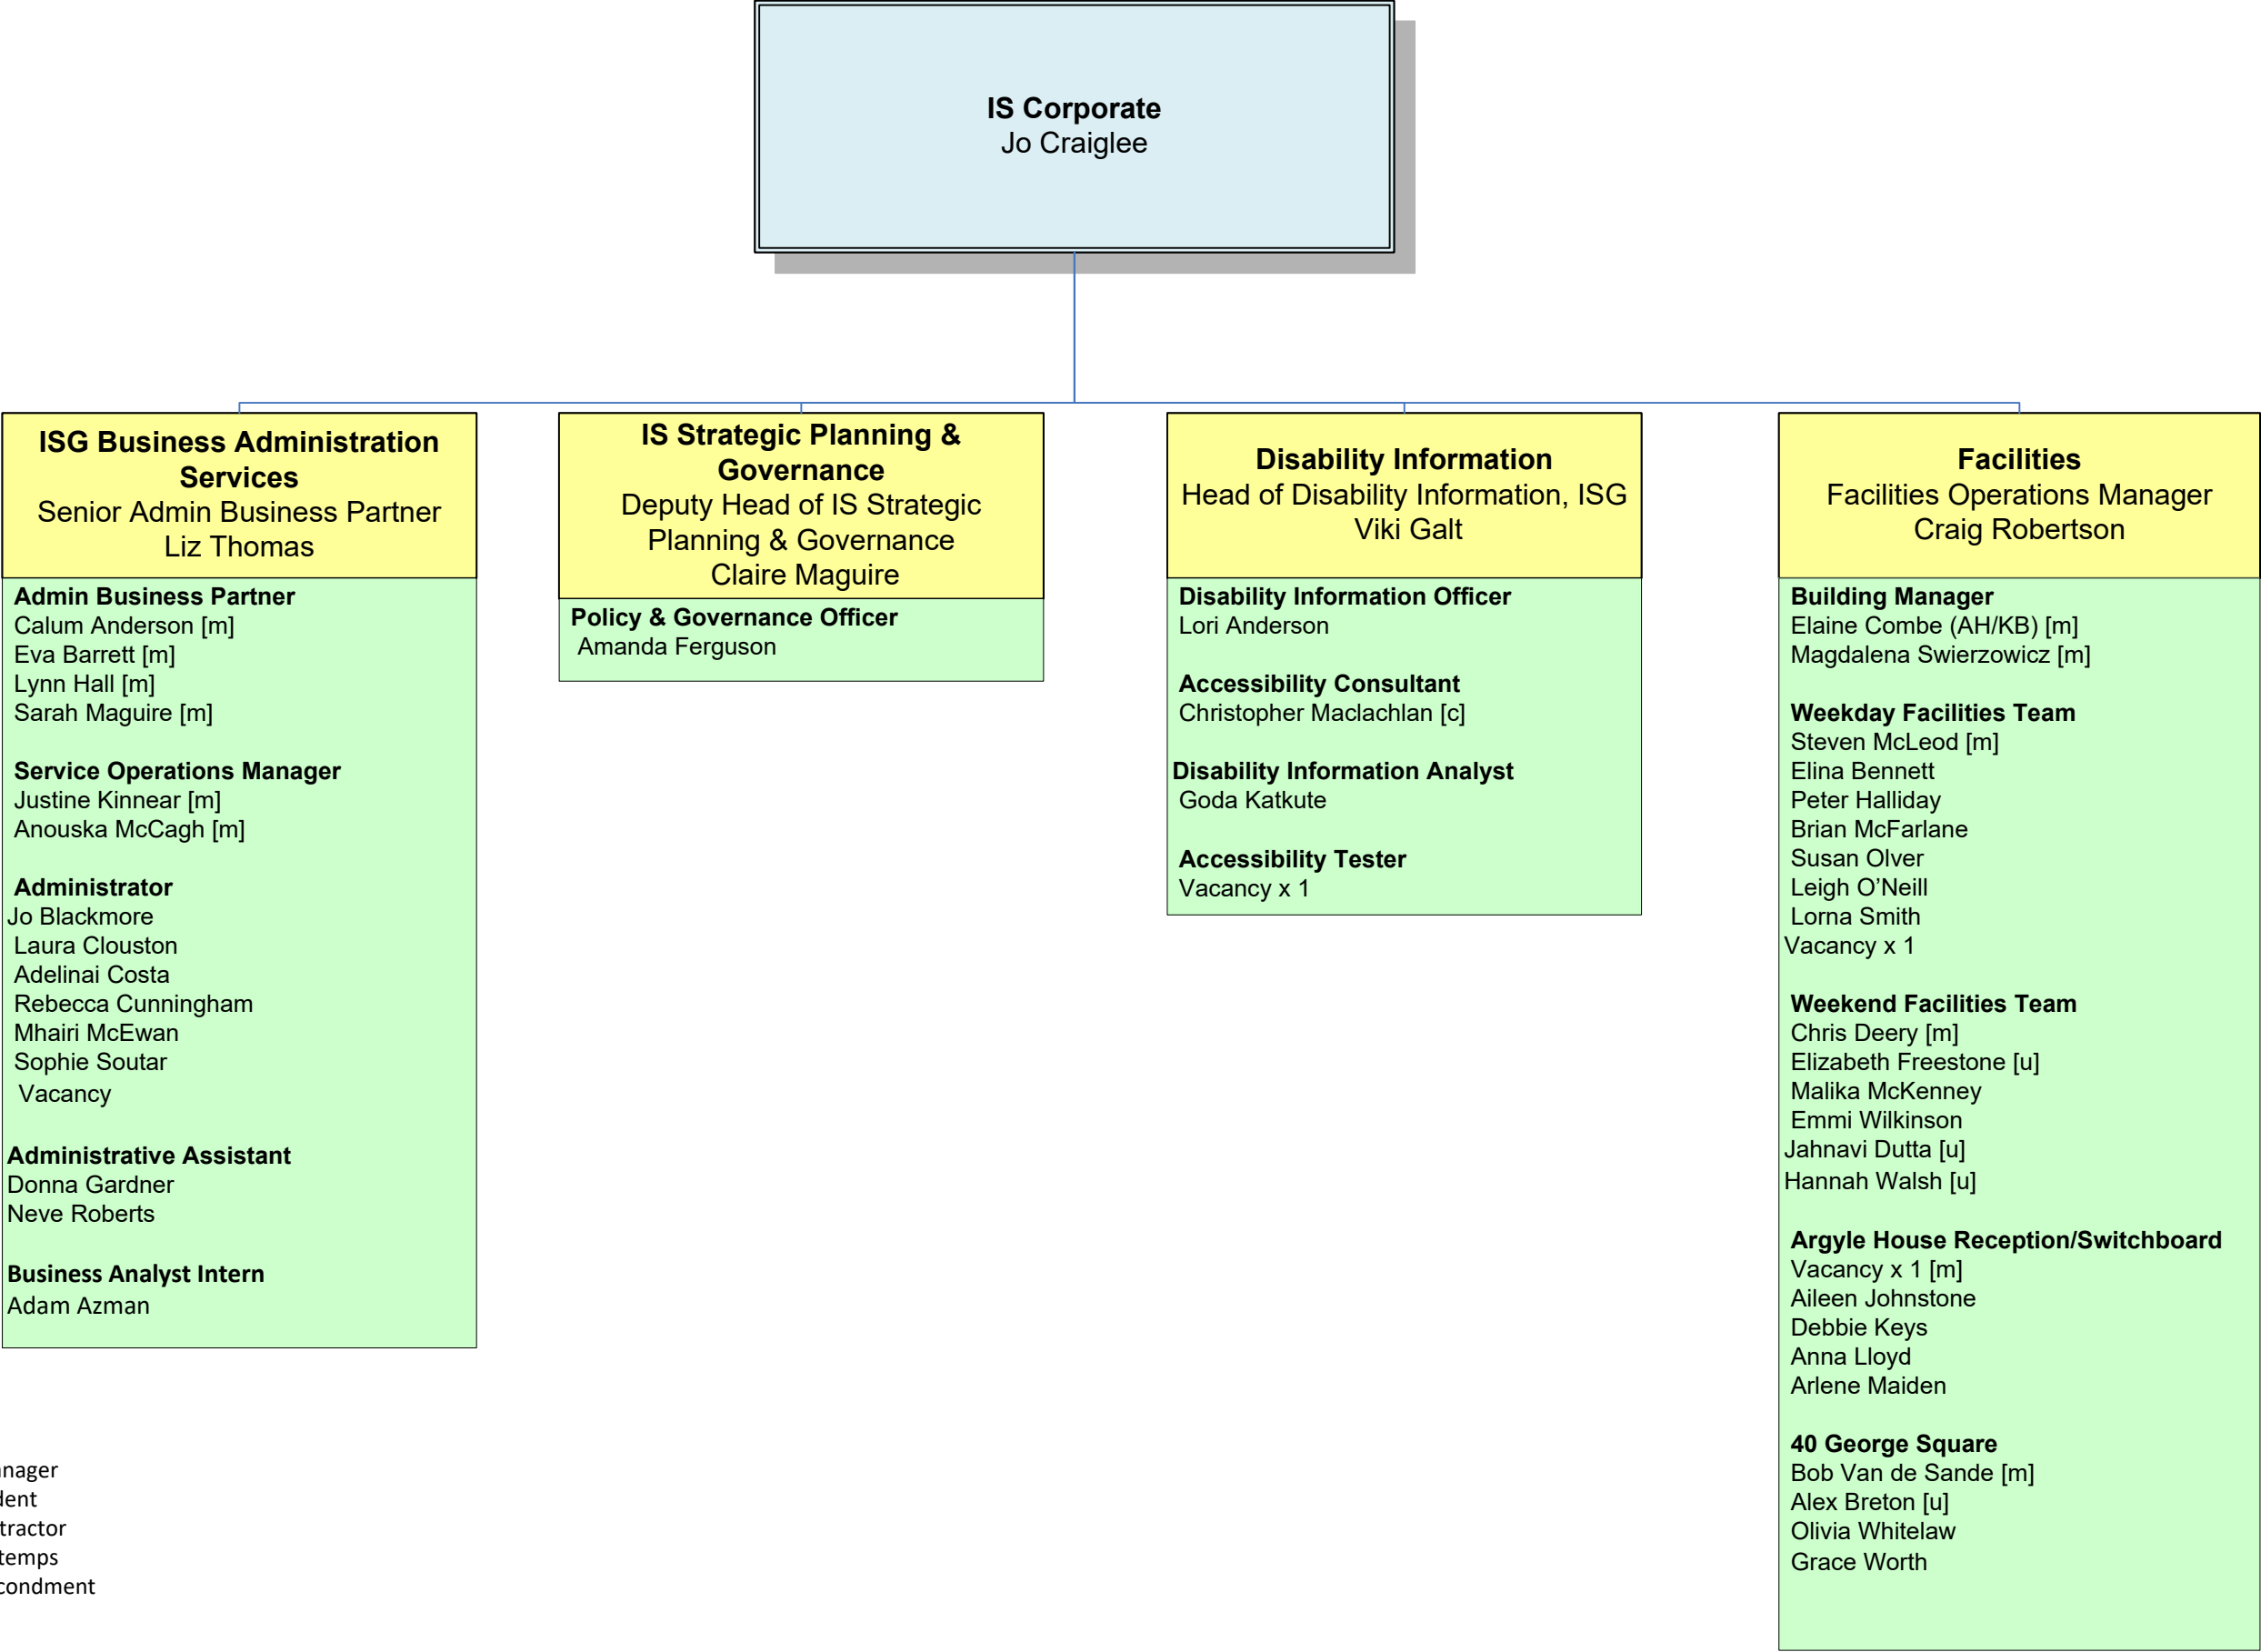 IS Corporate
Jo Craiglee
ISG Business Administration
Services
Senior Admin Business Partner
Liz Thomas
Admin Business Partner
Calum Anderson [m]
Eva Barrett [m]
Lynn Hall [m]
Sarah Maguire [m]
Service Operations Manager
Justine Kinnear [m]
Anouska McCagh [m]
Administrator
Jo Blackmore
Laura Clouston
Adelinai Costa
Rebecca Cunningham
Mhairi McEwan
Sophie Soutar
Vacancy
Administrative Assistant
Donna Gardner
Neve Roberts
Business Analyst Intern
Adam Azman
IS Strategic Planning &
Governance
Deputy Head of IS Strategic
Planning & Governance
Claire Maguire
Policy & Governance Officer
Amanda Ferguson
Disability Information
Head of Disability Information, ISG
Viki Galt
Disability Information Officer
Lori Anderson
Accessibility Consultant
Christopher Maclachlan [c]
Disability Information Analyst
Goda Katkute
Accessibility Tester
Vacancy x 1
Facilities
Facilities Operations Manager
Craig Robertson
Building Manager
Elaine Combe (AH/KB) [m]
Magdalena Swierzowicz [m]
Weekday Facilities Team
Steven McLeod [m]
Elina Bennett
Peter Halliday
Brian McFarlane
Susan Olver
Leigh O’Neill
Lorna Smith
Vacancy x 1
Weekend Facilities Team
Chris Deery [m]
Elizabeth Freestone [u]
Malika McKenney
Emmi Wilkinson
Jahnavi Dutta [u]
Hannah Walsh [u]
Argyle House Reception/Switchboard
Vacancy x 1 [m]
Aileen Johnstone
Debbie Keys
Anna Lloyd
Arlene Maiden
40 George Square
Bob Van de Sande [m]
Alex Breton [u]
Olivia Whitelaw
Grace Worth
nager
dent
tractor
temps
condment